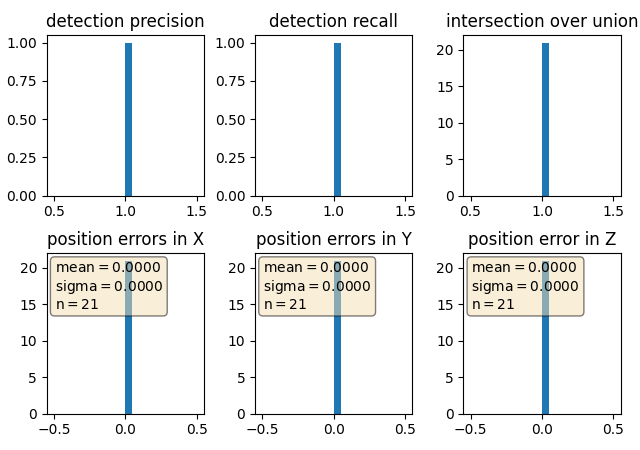 detection precision
detection recall
intersection over union
1.00
0.75
0.50
0.25
0.00
0.5 1.0 1.5
1.00
0.75
0.50
0.25
0.00
0.5 1.0 1.5
20
15
10
5
0
0.5 1.0 1.5
position errors in X
position errors in Y
position error in Z
20
15
10
5
0
mean = 0.0000
sigma = 0.0000
n = 21
−0.5 0.0 0.5
20
15
10
5
0
mean = 0.0000
sigma = 0.0000
n = 21
−0.5 0.0 0.5
20
15
10
5
0
mean = 0.0000
sigma = 0.0000
n = 21
−0.5 0.0 0.5